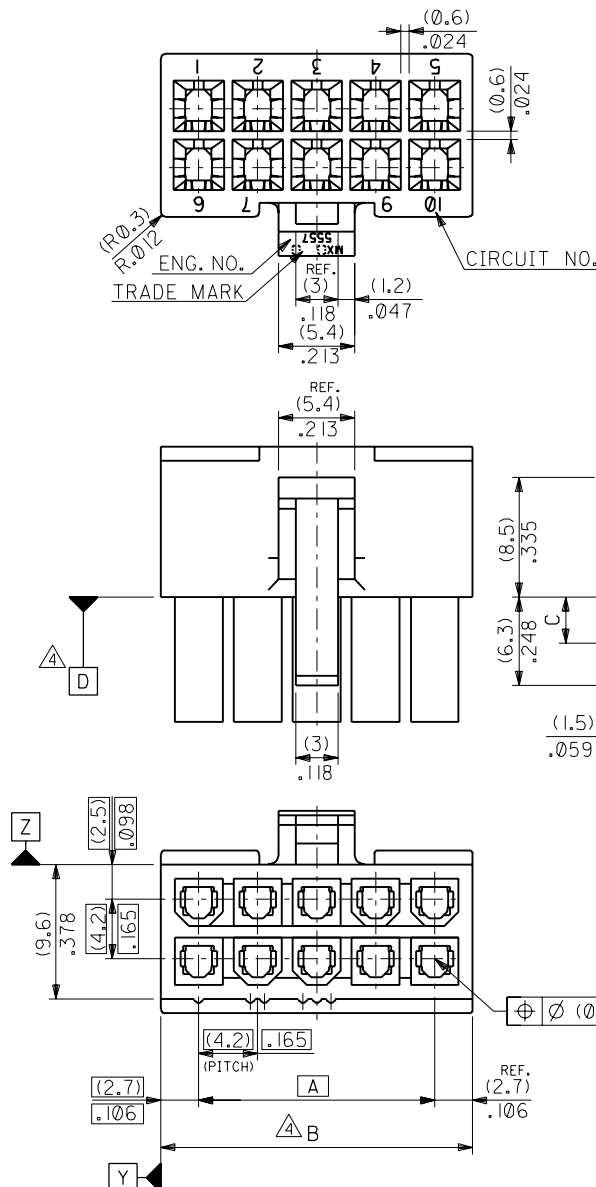 (0.6)
.024
1 2 3 4 5
(0.6)
.024
6 7 9 10
(R0.3)
R.012
MX
5557
ENG. NO.
CIRCUIT NO.
TRADE MARK
REF.
(3)
.118
(1.2)
.047
(5.4)
.213
REF.
(5.4)
.213
(8.5)
.335
4
D
(6.3)
.248
C
(3)
.118
(1.5)
.059
Z
(2.5)
.098
(9.6)
.378
(4.2)
.165
Ø (0
(4.2) .165
(PITCH)
(2.7)
.106
A
REF.
(2.7)
.106
4 B
Y